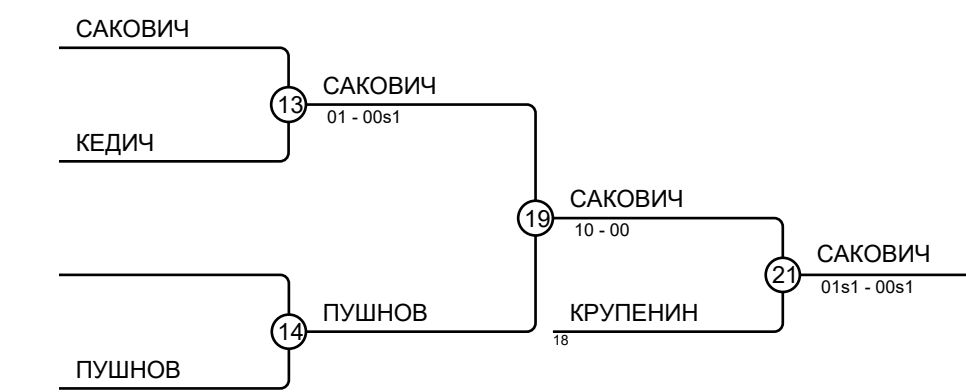 САКОВИЧ
САКОВИЧ
13
01 - 00s1
КЕДИЧ
САКОВИЧ
19
10 - 00
САКОВИЧ
21
01s1 - 00s1
ПУШНОВ
КРУПЕНИН
14
18
ПУШНОВ